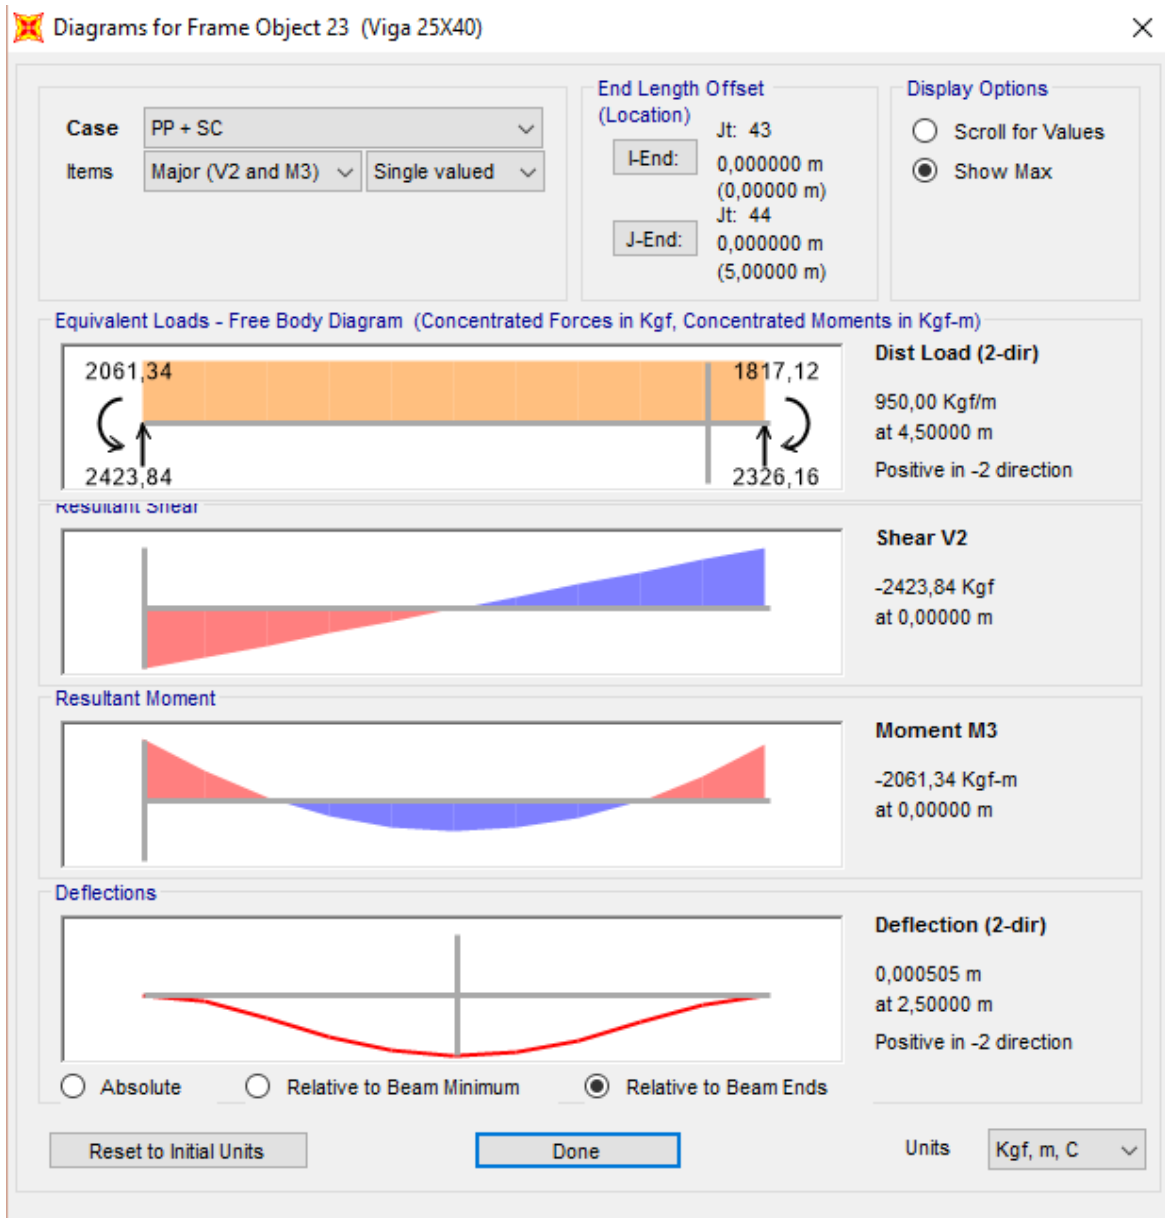 Diagrams for Frame Object 23 (Viga 25X40)
Case PP + SC
Items Major (V2 and M3) Single valued
End Length Offset
(Location)
Jt: 43
I-End: 0,000000 m
(0,00000 m)
Jt: 44
J-End: 0,000000 m
(5,00000 m)
Display Options
Scroll for Values
Show Max
Equivalent Loads - Free Body Diagram (Concentrated Forces in Kgf, Concentrated Moments in Kgf-m)
2061,34 1817,12
2423,84 2326,16
Dist Load (2-dir)
950,00 Kgf/m
at 4,50000 m
Positive in -2 direction
Resultant Shear
Shear V2
-2423,84 Kgf
at 0,00000 m
Resultant Moment
Moment M3
-2061,34 Kgf-m
at 0,00000 m
Deflections
Deflection (2-dir)
0,000505 m
at 2,50000 m
Positive in -2 direction
Absolute Relative to Beam Minimum Relative to Beam Ends
Reset to Initial Units Done Units Kgf, m, C